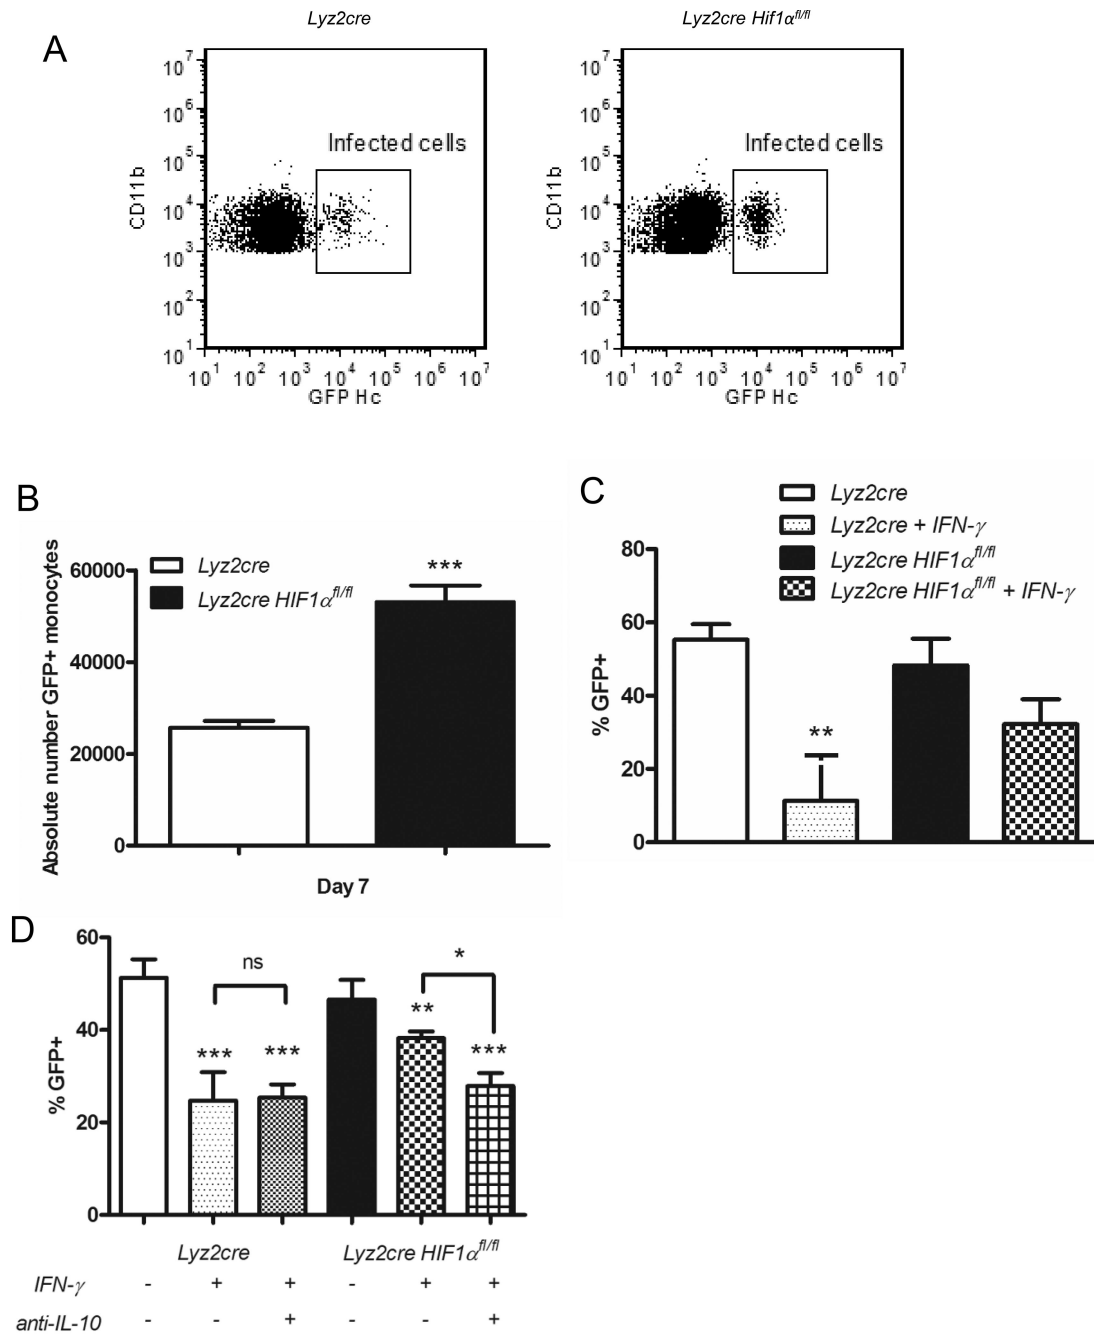 A
Lyz2cre
Lyz2cre Hif1α^fl/fl
CD11b
10^7
10^6
10^5
10^4
10^3
10^2
10^1
Infected cells
10^1 10^2 10^3 10^4 10^5 10^6 10^7
GFP Hc
CD11b
10^7
10^6
10^5
10^4
10^3
10^2
10^1
Infected cells
10^1 10^2 10^3 10^4 10^5 10^6 10^7
GFP Hc
B
Absolute number GFP+ monocytes
Lyz2cre
Lyz2cre HIF1α^fl/fl
60000
40000
20000
0
***
Day 7
C
Lyz2cre
Lyz2cre + IFN-γ
Lyz2cre HIF1α^fl/fl
Lyz2cre HIF1α^fl/fl + IFN-γ
% GFP+
80
60
40
20
0
**
D
% GFP+
60
40
20
0
ns
*
*** *** ** ***
Lyz2cre Lyz2cre HIF1α^fl/fl
IFN-γ - + + - + +
anti-IL-10 - - + - - +